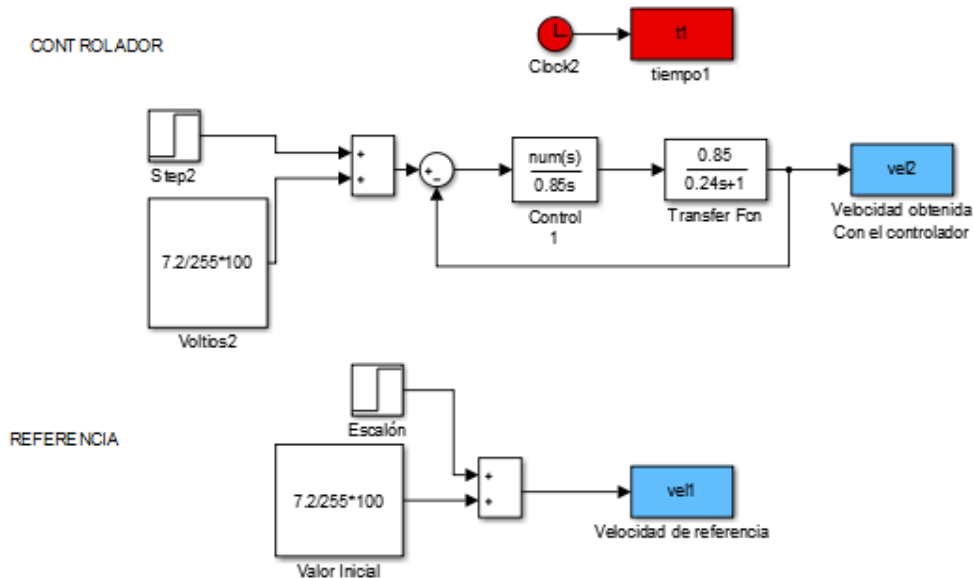 CONTROLADOR
Clock2
t1
tiempo1
Step2
+
+
7.2/255*100
Voltios2
+
−
num(s)
0.85s
Control
1
0.85
0.24s+1
Transfer Fcn
vel2
Velocidad obtenida
Con el controlador
REFERENCIA
Escalón
7.2/255*100
Valor Inicial
+
+
vel1
Velocidad de referencia